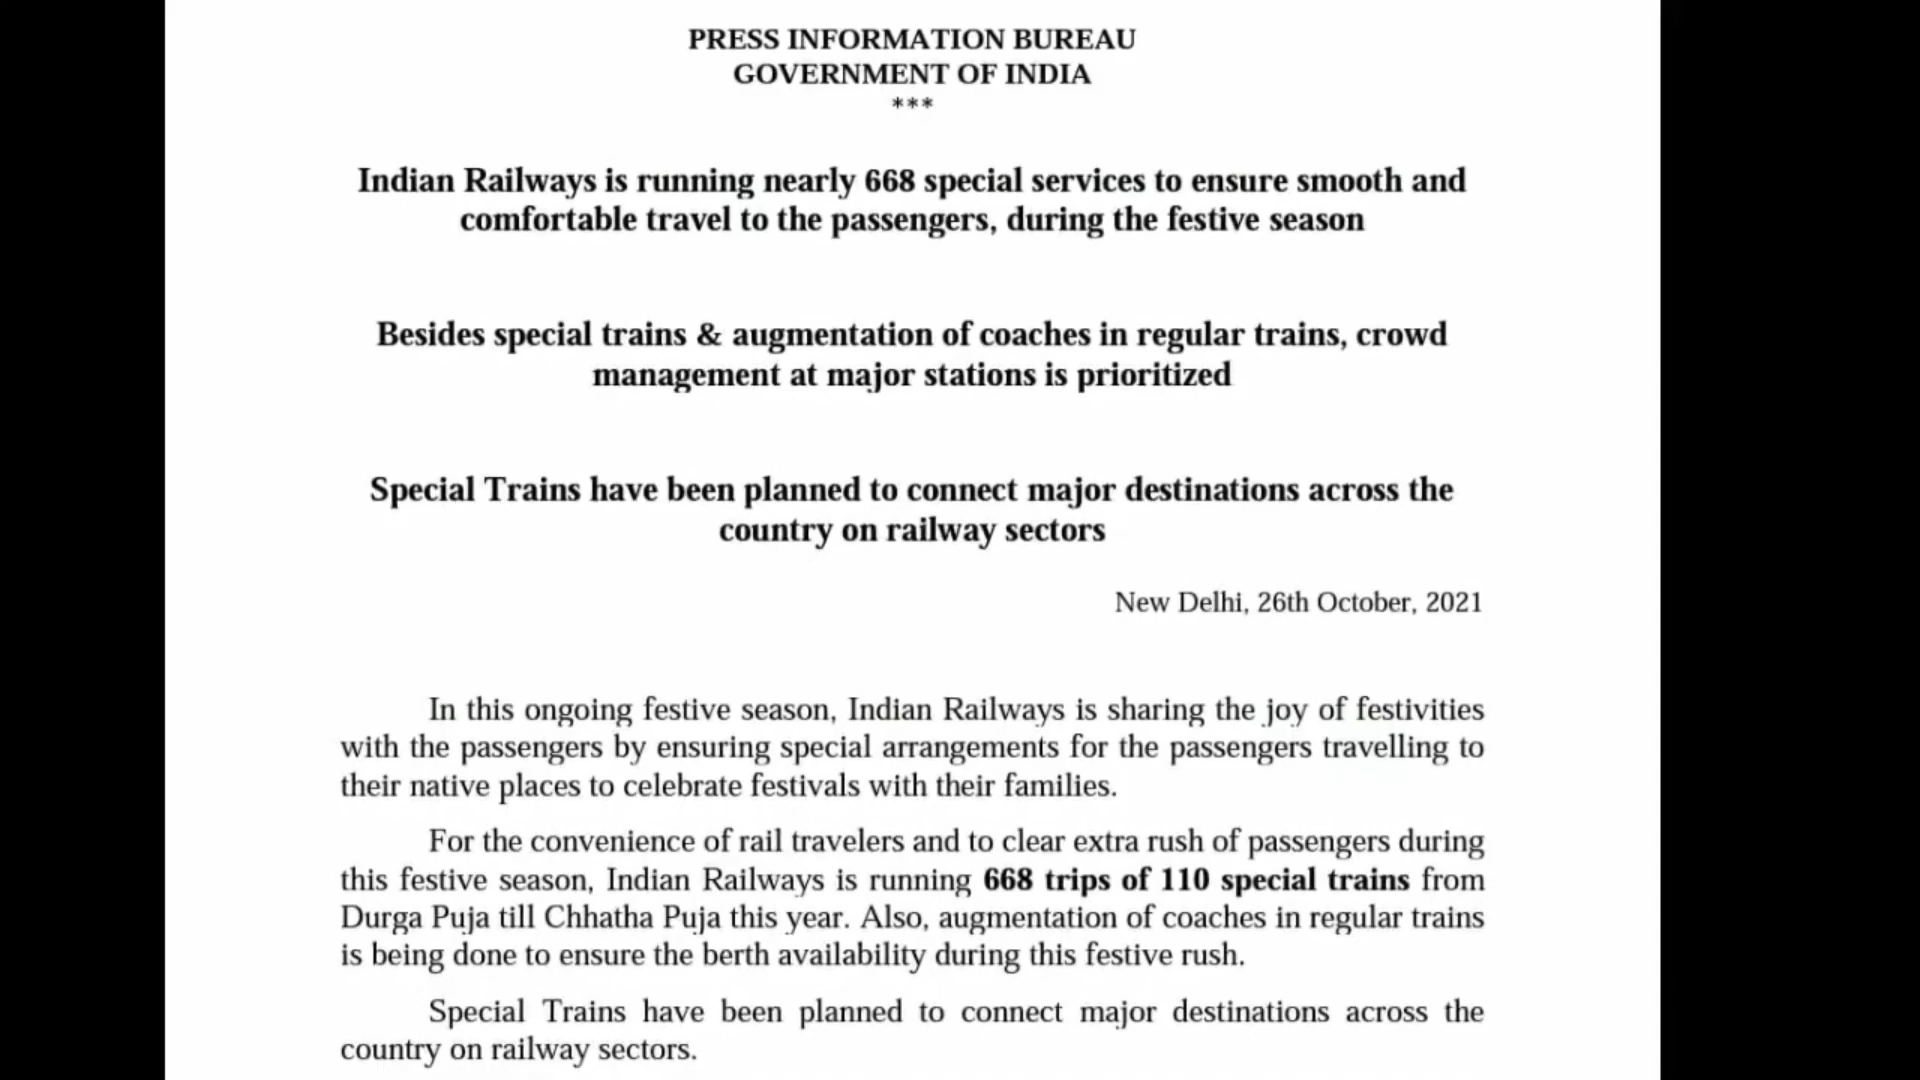 PRESS INFORMATION BUREAU
GOVERNMENT OF INDIA
***
Indian Railways is running nearly 668 special services to ensure smooth and
comfortable travel to the passengers, during the festive season
Besides special trains & augmentation of coaches in regular trains, crowd
management at major stations is prioritized
Special Trains have been planned to connect major destinations across the
country on railway sectors
New Delhi, 26th October, 2021
In this ongoing festive season, Indian Railways is sharing the joy of festivities
with the passengers by ensuring special arrangements for the passengers travelling to
their native places to celebrate festivals with their families.
For the convenience of rail travelers and to clear extra rush of passengers during
this festive season, Indian Railways is running 668 trips of 110 special trains from
Durga Puja till Chhatha Puja this year. Also, augmentation of coaches in regular trains
is being done to ensure the berth availability during this festive rush.
Special Trains have been planned to connect major destinations across the
country on railway sectors.